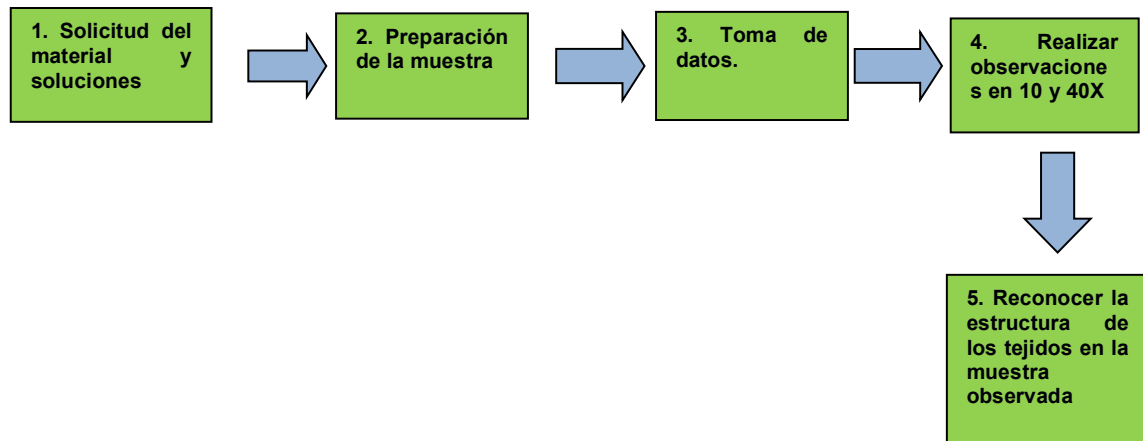 1. Solicitud del
material y
soluciones
2. Preparación
de la muestra
3. Toma de
datos.
4. Realizar
observacione
s en 10 y 40X
5. Reconocer la
estructura de
los tejidos en la
muestra
observada